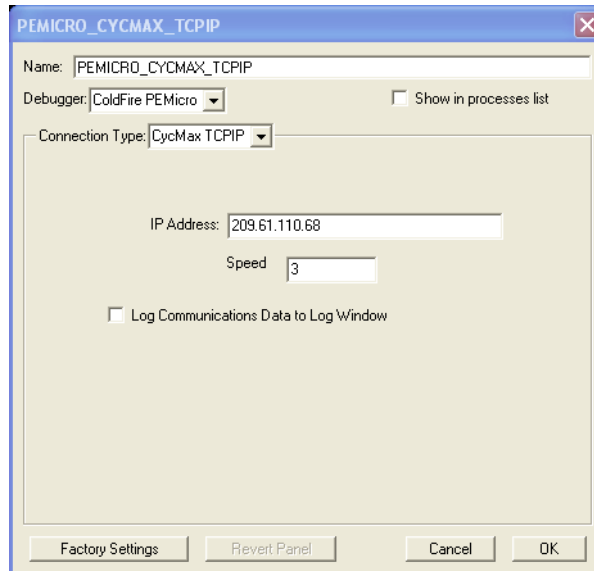 PEMICRO_CYCMAX_TCPIP
Name: PEMICRO_CYCMAX_TCPIP
Debugger: ColdFire PEMicro Show in processes list
Connection Type: CycMax TCPIP
IP Address: 209.61.110.68
Speed 3
Log Communications Data to Log Window
Factory Settings Revert Panel Cancel OK